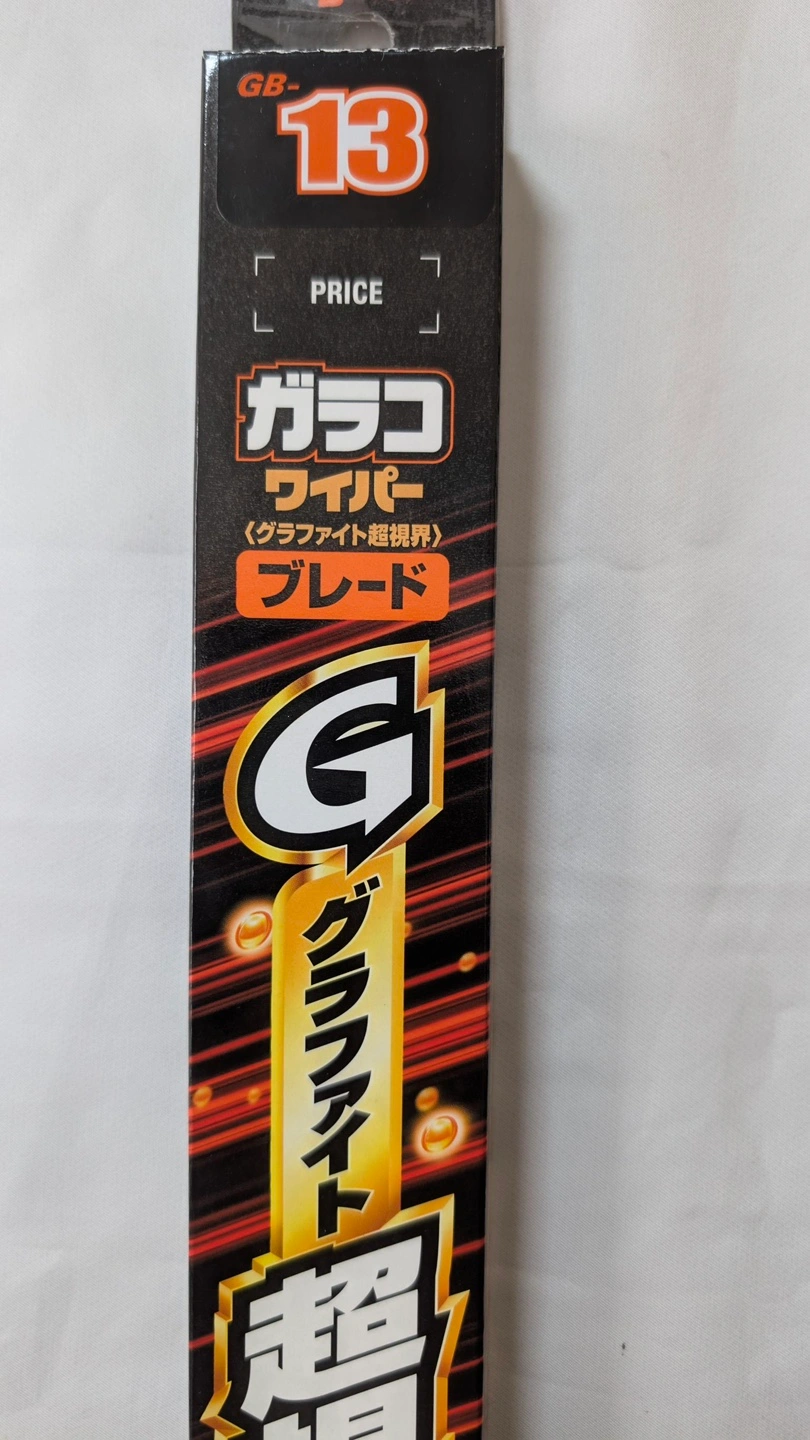 GB-
13
PRICE
ガラコ
ワイパー
《グラファイト超視界》
ブレード
G
グラファイト
超